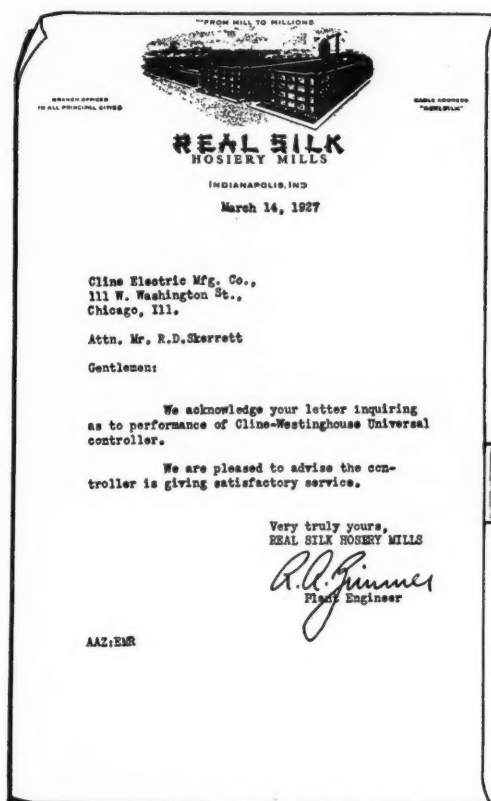 "FROM MILL TO MILLIONS
BRANCH OFFICES
IN ALL PRINCIPAL CITIES
CABLE ADDRESS
"REALSILK"
REAL SILK
HOSIERY MILLS
INDIANAPOLIS, IND
March 14, 1927
Cline Electric Mfg. Co.,
111 W. Washington St.,
Chicago, Ill.
Attn. Mr. R.D.Skerrett
Gentlemen:
We acknowledge your letter inquiring
as to performance of Cline-Westinghouse Universal
controller.
We are pleased to advise the con-
troller is giving satisfactory service.
Very truly yours,
REAL SILK HOSERY MILLS
A.A. Zimmer
Plant Engineer
AAZ:EMR